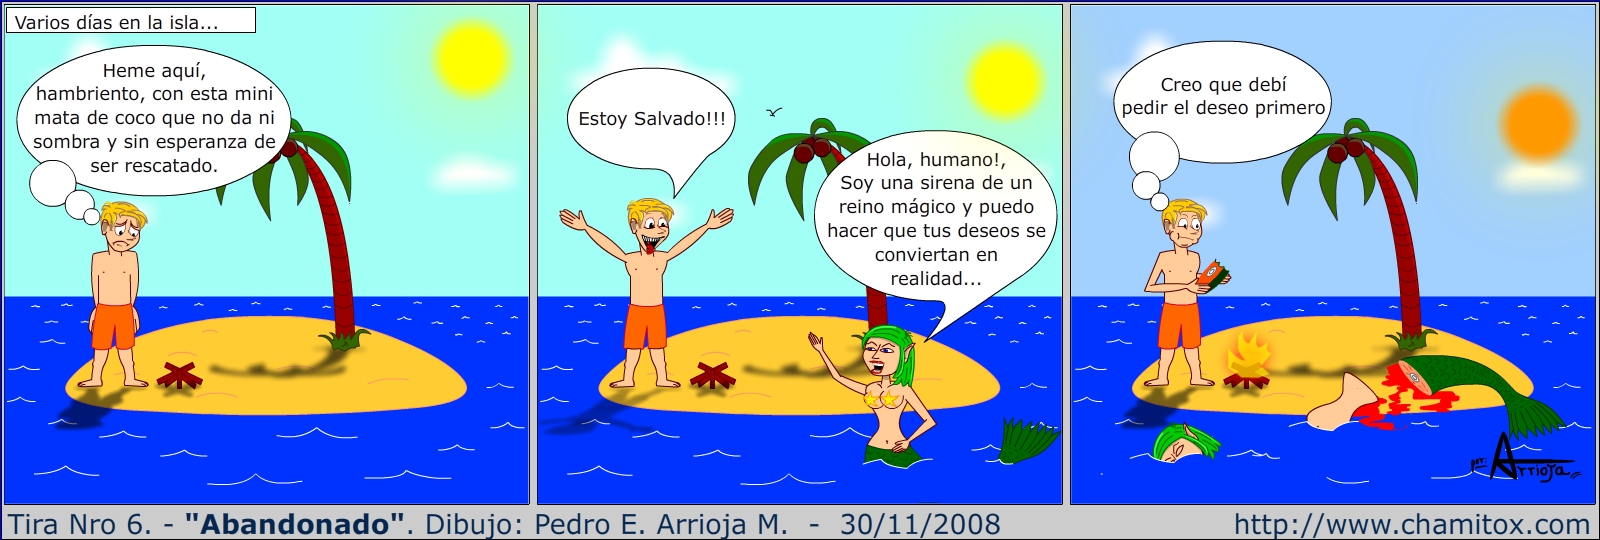 Varios días en la isla...
Heme aquí,
hambriento, con esta mini
mata de coco que no da ni
sombra y sin esperanza de
ser rescatado.
Estoy Salvado!!!
Hola, humano!,
Soy una sirena de un
reino mágico y puedo
hacer que tus deseos se
conviertan en
realidad...
Creo que debí
pedir el deseo primero
por:
Arrioja
Tira Nro 6. - "Abandonado". Dibujo: Pedro E. Arrioja M. - 30/11/2008
http://www.chamitox.com